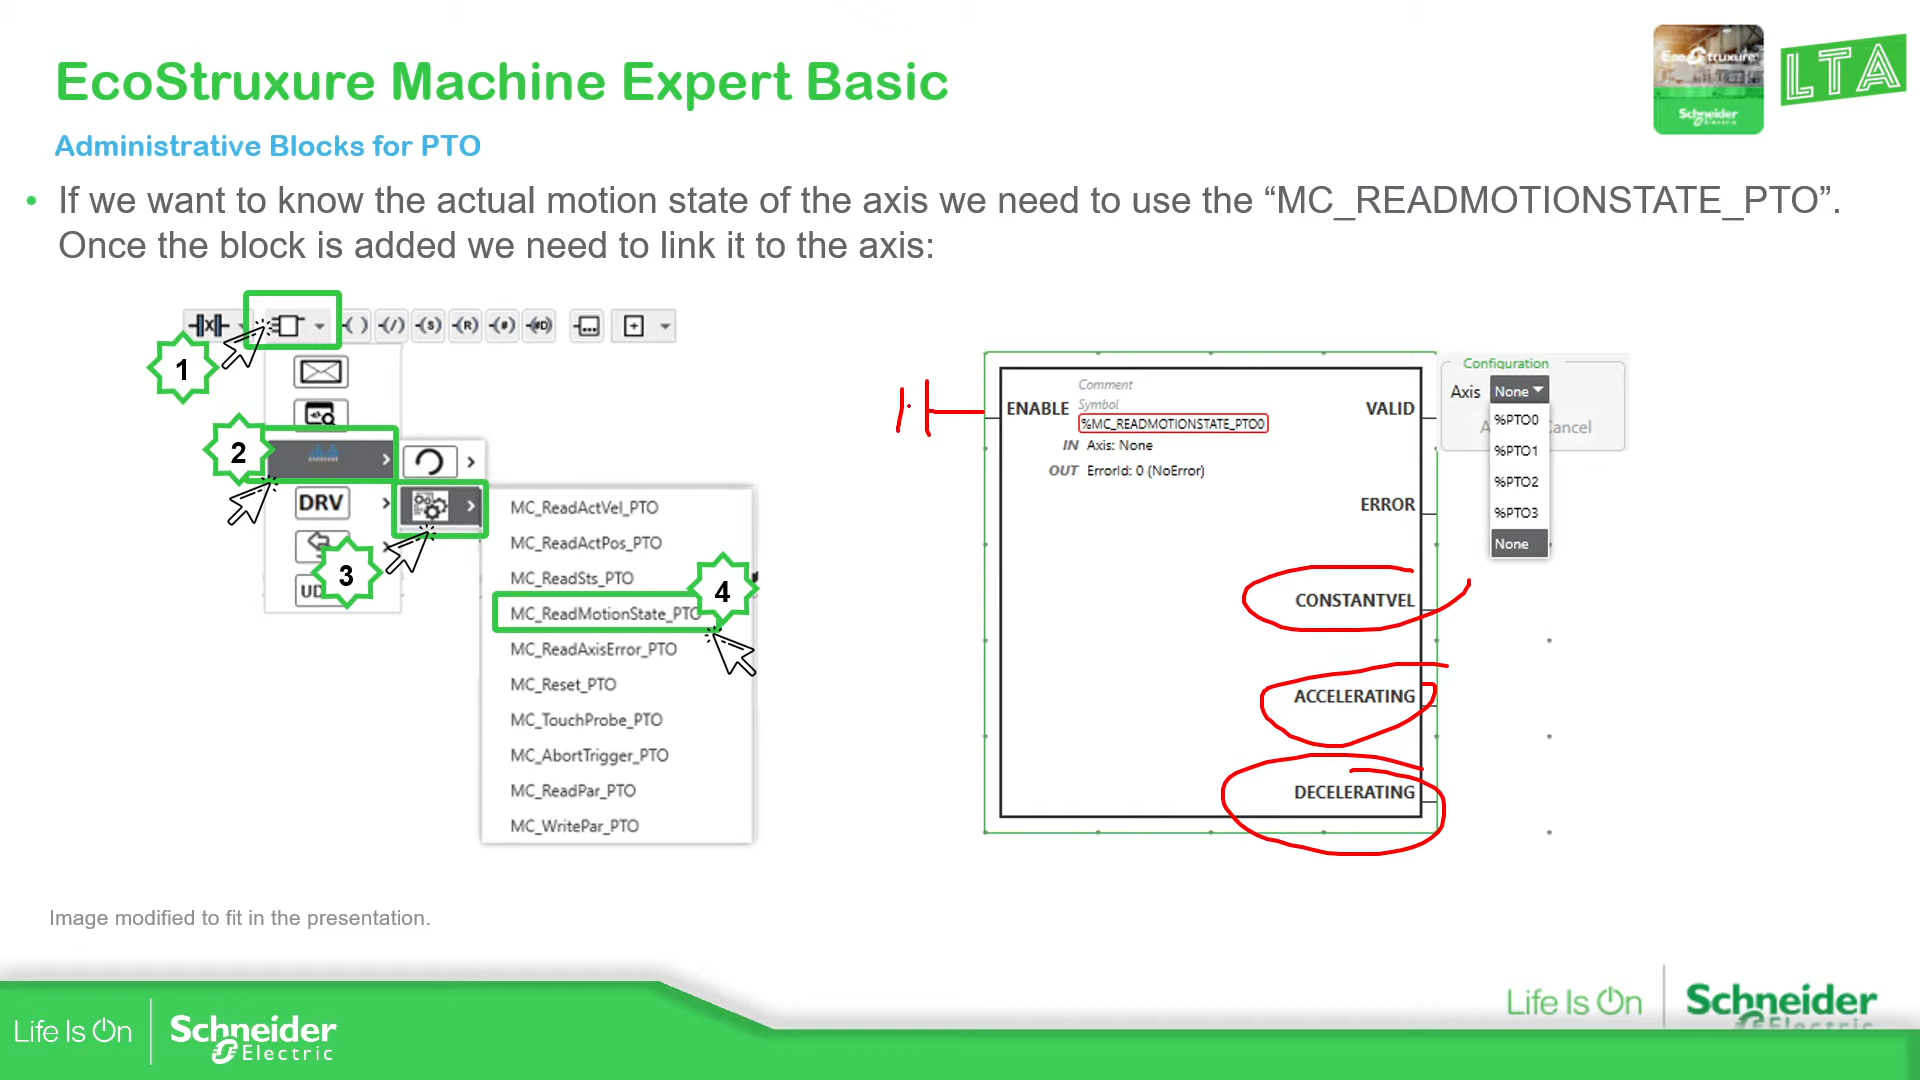 EcoStruxure Machine Expert Basic
EcoStruxure
Schneider
Electric
LTA
Administrative Blocks for PTO
• If we want to know the actual motion state of the axis we need to use the “MC_READMOTIONSTATE_PTO”.
Once the block is added we need to link it to the axis:
1
2
DRV
3
MC_ReadActVel_PTO
MC_ReadActPos_PTO
MC_ReadSts_PTO
4
MC_ReadMotionState_PTO
MC_ReadAxisError_PTO
MC_Reset_PTO
MC_TouchProbe_PTO
MC_AbortTrigger_PTO
MC_ReadPar_PTO
MC_WritePar_PTO
Comment
Symbol
ENABLE
%MC_READMOTIONSTATE_PTO0
IN Axis: None
OUT ErrorId: 0 (NoError)
VALID
ERROR
CONSTANTVEL
ACCELERATING
DECELERATING
Configuration
Axis None
%PTO0
%PTO1
%PTO2
%PTO3
None
Image modified to fit in the presentation.
Life Is On
Schneider
Electric
Life Is On
Schneider
Electric